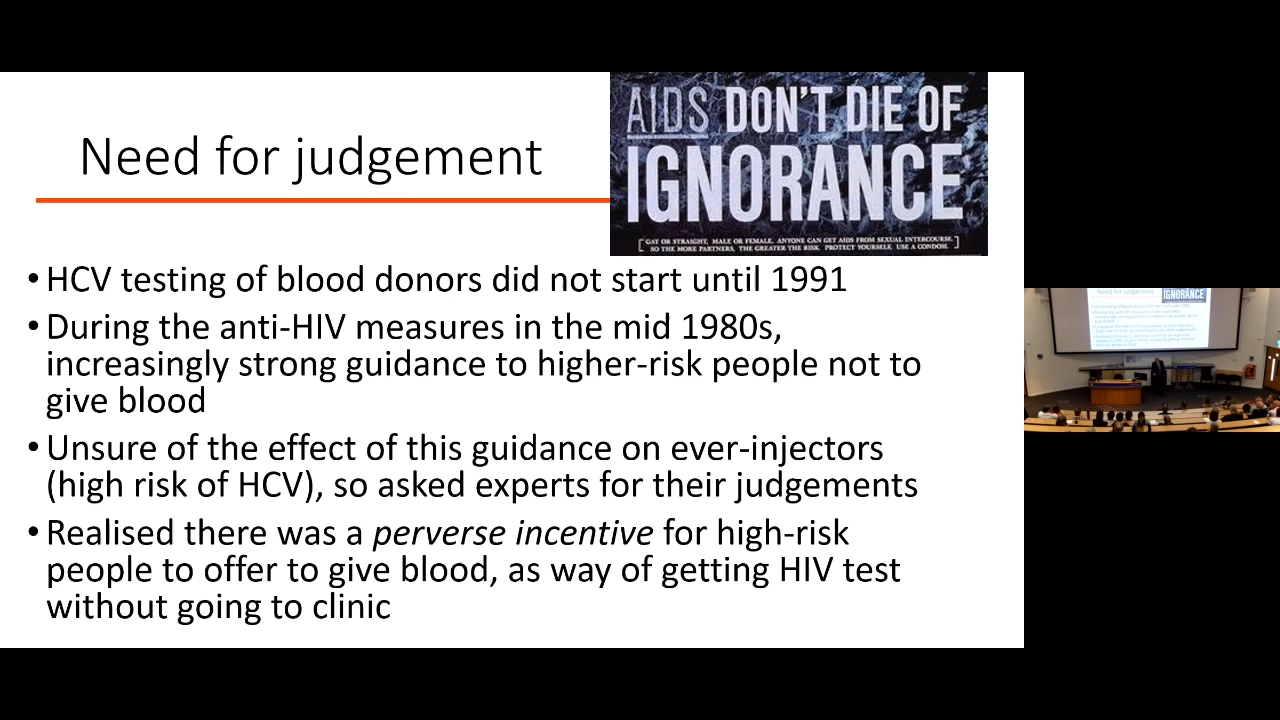 Need for judgement
AIDS DON'T DIE OF
IGNORANCE
GAY OR STRAIGHT, MALE OR FEMALE, ANYONE CAN GET AIDS FROM SEXUAL INTERCOURSE.
SO THE MORE PARTNERS, THE GREATER THE RISK. PROTECT YOURSELF, USE A CONDOM.
• HCV testing of blood donors did not start until 1991
• During the anti-HIV measures in the mid 1980s,
increasingly strong guidance to higher-risk people not to
give blood
• Unsure of the effect of this guidance on ever-injectors
(high risk of HCV), so asked experts for their judgements
• Realised there was a perverse incentive for high-risk
people to offer to give blood, as way of getting HIV test
without going to clinic
Need for judgement
IGNORANCE